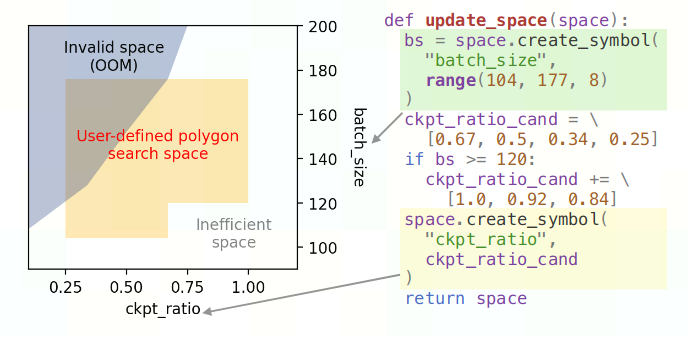 Invalid space
(OOM)
User-defined polygon
search space
Inefficient
space
200
180
160
140
120
100
batch_size
0.25
0.50
0.75
1.00
ckpt_ratio
def update_space(space):
  bs = space.create_symbol(
    "batch_size",
    range(104, 177, 8)
  )
  ckpt_ratio_cand = \
    [0.67, 0.5, 0.34, 0.25]
  if bs >= 120:
    ckpt_ratio_cand += \
      [1.0, 0.92, 0.84]
  space.create_symbol(
    "ckpt_ratio",
    ckpt_ratio_cand
  )
  return space